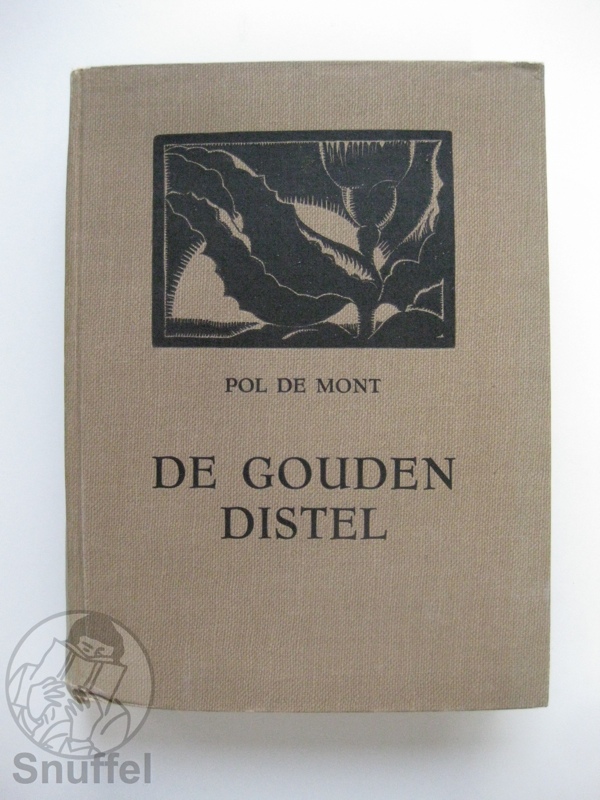 POL DE MONT
DE GOUDEN
DISTEL
Snuffel